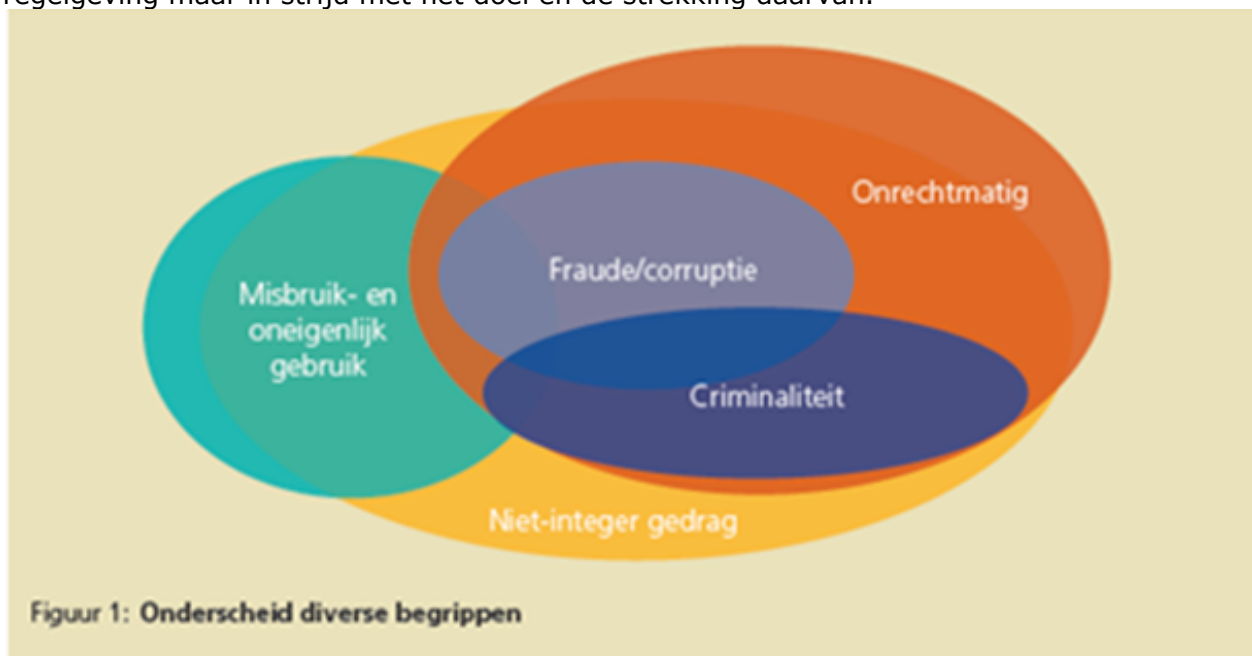 regelgeving maar in strijd met het doel en de strekking daarvan.
Onrechtmatig
Fraude/corruptie
Misbruik- en
oneigenlijk
gebruik
Criminaliteit
Niet-integer gedrag
Figuur 1: Onderscheid diverse begrippen